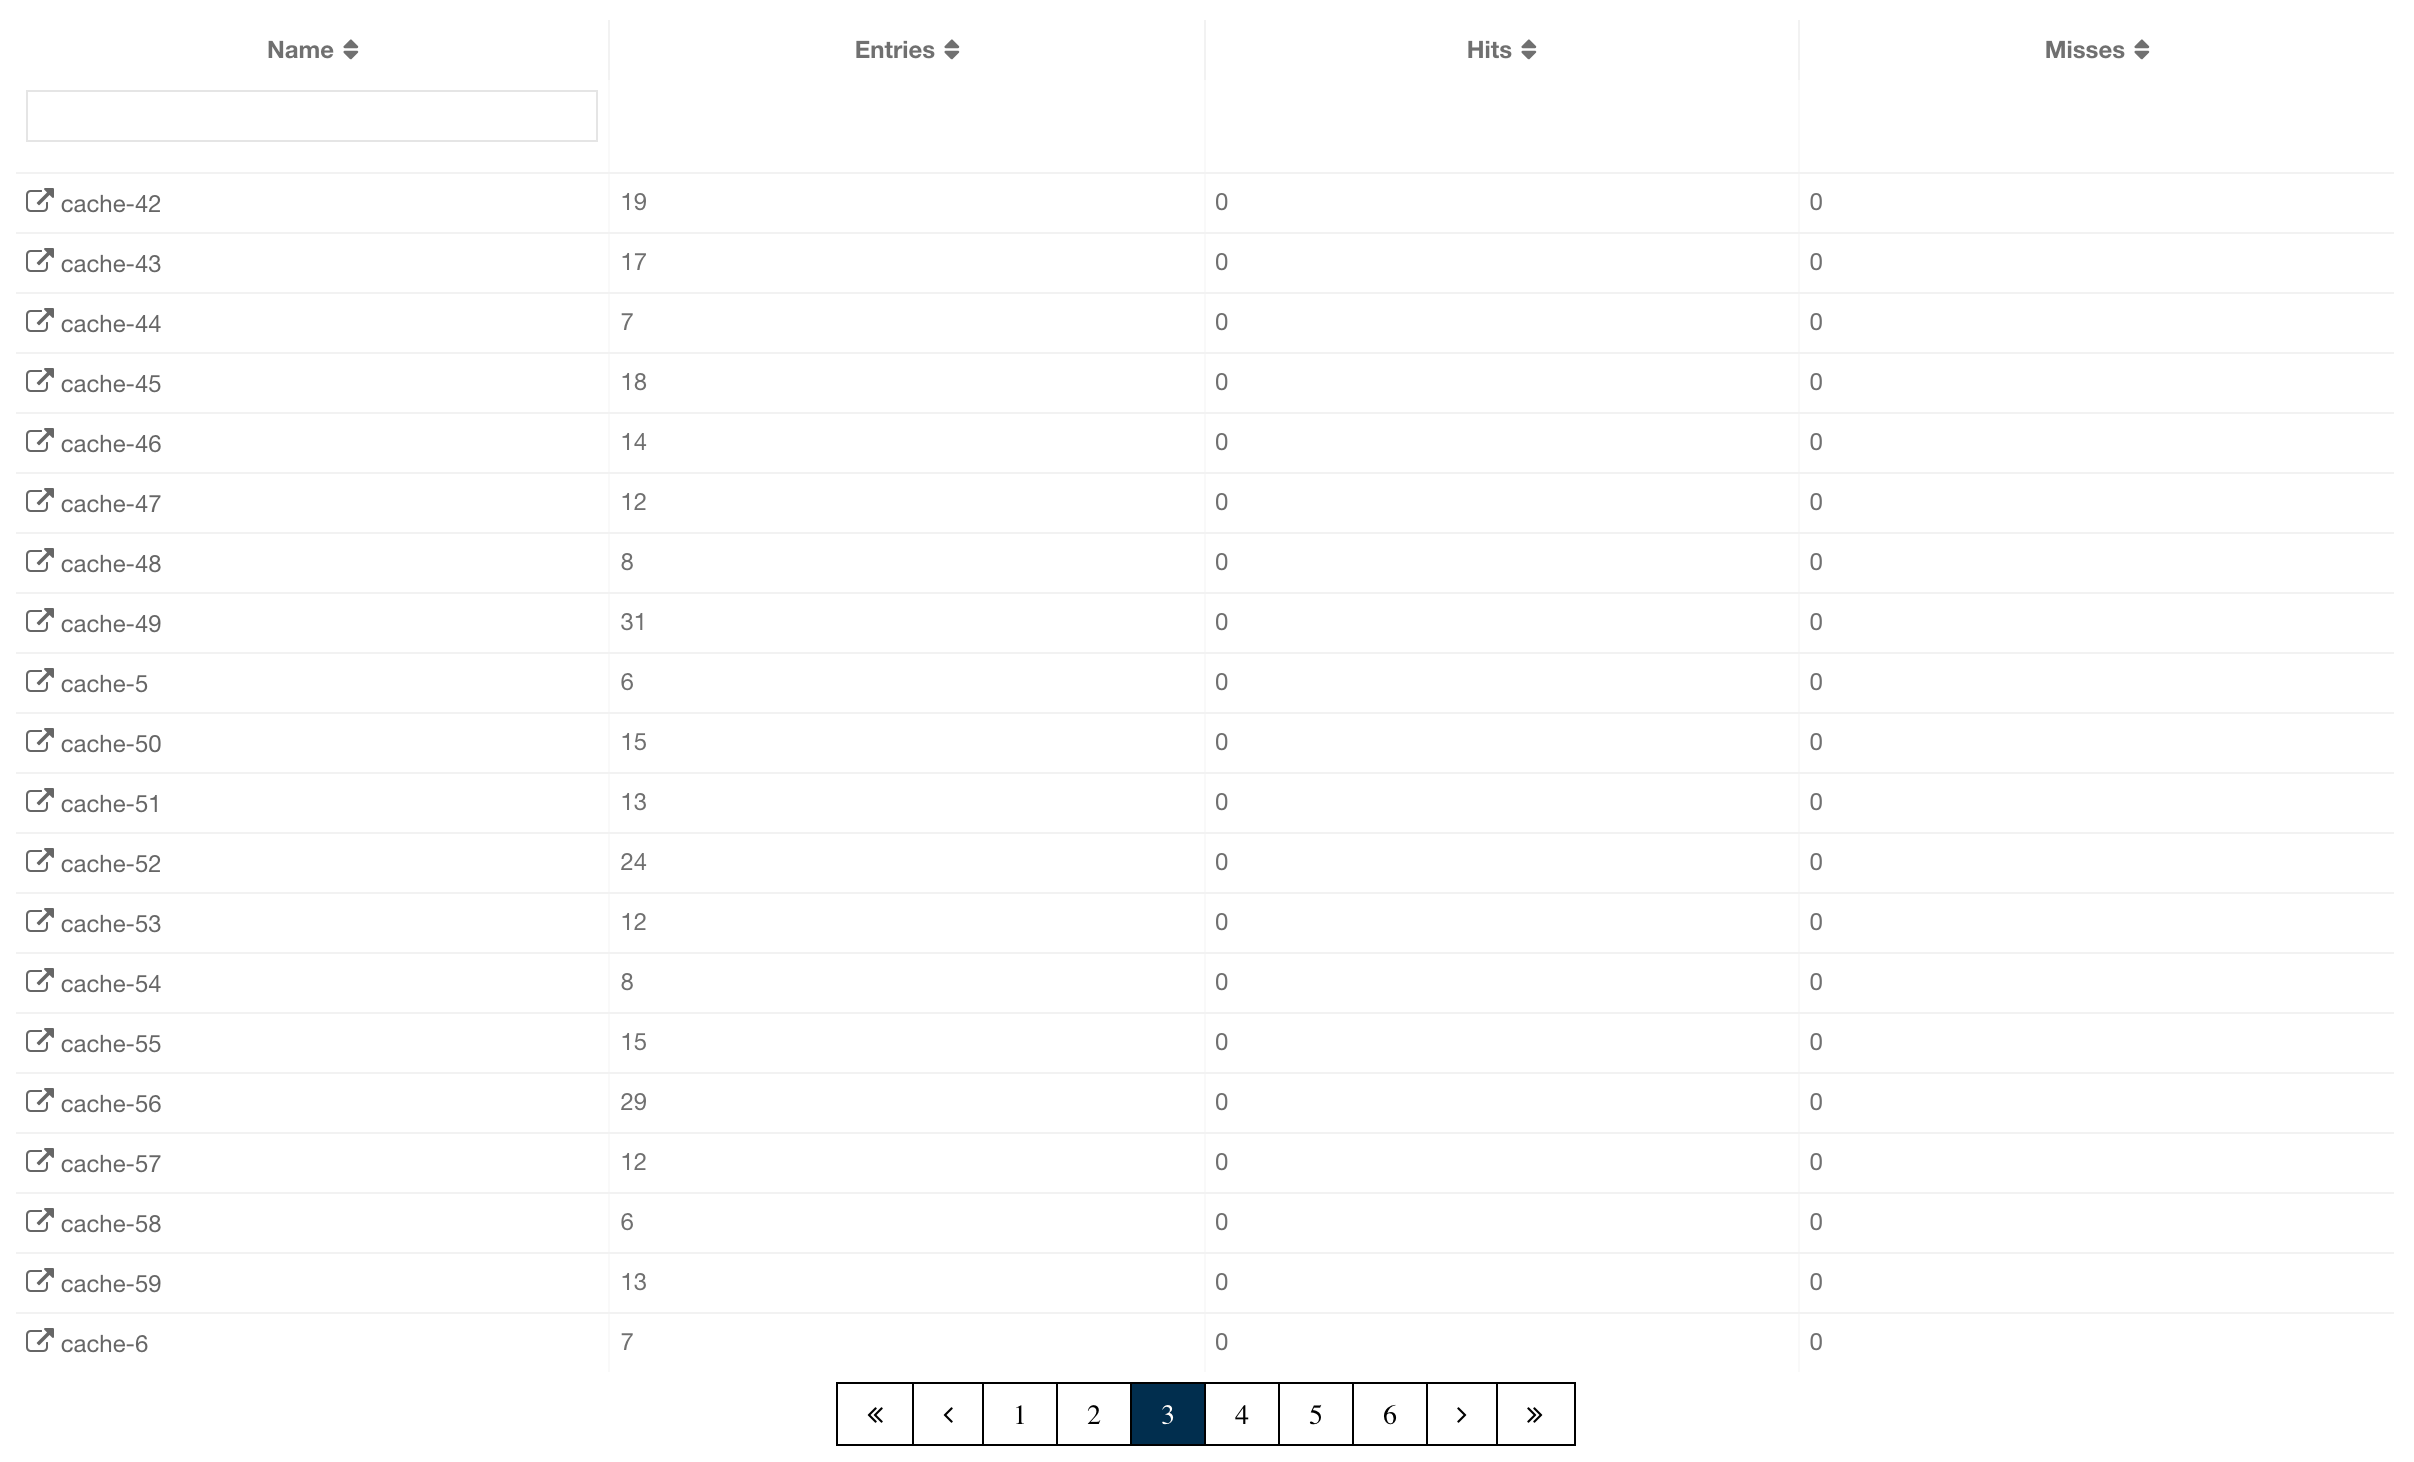 Name Entries Hits Misses
cache-42 19 0 0
cache-43 17 0 0
cache-44 7 0 0
cache-45 18 0 0
cache-46 14 0 0
cache-47 12 0 0
cache-48 8 0 0
cache-49 31 0 0
cache-5 6 0 0
cache-50 15 0 0
cache-51 13 0 0
cache-52 24 0 0
cache-53 12 0 0
cache-54 8 0 0
cache-55 15 0 0
cache-56 29 0 0
cache-57 12 0 0
cache-58 6 0 0
cache-59 13 0 0
cache-6 7 0 0
« ‹ 1 2 3 4 5 6 › »